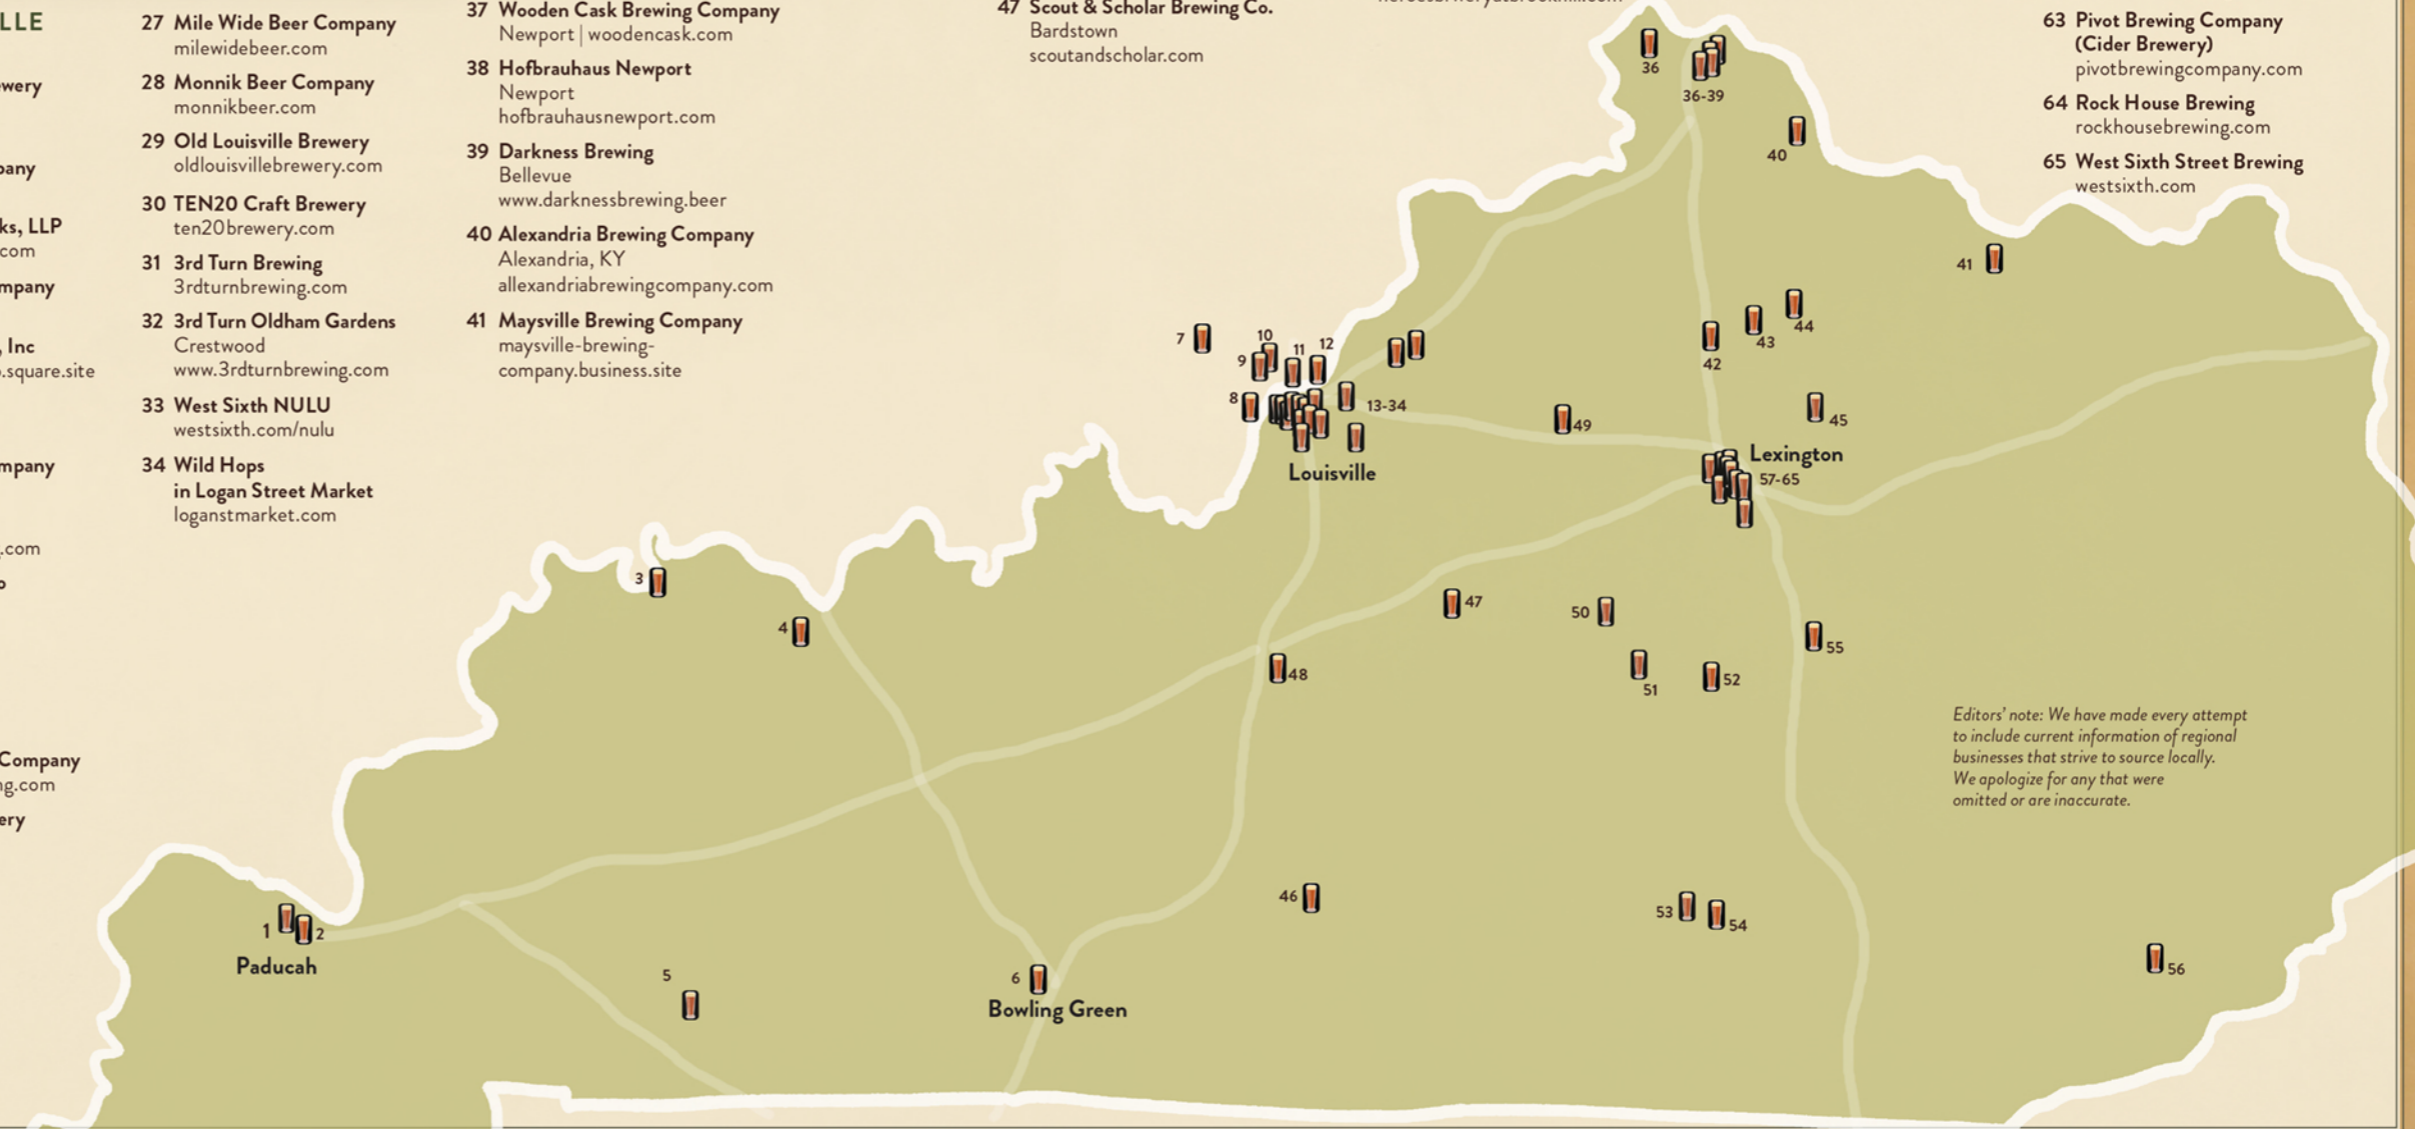 LLE
ewery
pany
ks, LLP
com
mpany
, Inc
o.square.site
mpany
.com
o
Company
ng.com
ery
27 Mile Wide Beer Company
milewidebeer.com
28 Monnik Beer Company
monnikbeer.com
29 Old Louisville Brewery
oldlouisvillebrewery.com
30 TEN20 Craft Brewery
ten20brewery.com
31 3rd Turn Brewing
3rdturnbrewing.com
32 3rd Turn Oldham Gardens
Crestwood
www.3rdturnbrewing.com
33 West Sixth NULU
westsixth.com/nulu
34 Wild Hops
in Logan Street Market
loganstmarket.com
37 Wooden Cask Brewing Company
Newport | woodencask.com
38 Hofbrauhaus Newport
Newport
hofbrauhausnewport.com
39 Darkness Brewing
Bellevue
www.darknessbrewing.beer
40 Alexandria Brewing Company
Alexandria, KY
allexandriabrewingcompany.com
41 Maysville Brewing Company
maysville-brewing-
company.business.site
47 Scout & Scholar Brewing Co.
Bardstown
scoutandscholar.com
63 Pivot Brewing Company
(Cider Brewery)
pivotbrewingcompany.com
64 Rock House Brewing
rockhousebrewing.com
65 West Sixth Street Brewing
westsixth.com
36
36-39
40
41
44
43
42
7
10
9
11
12
8
13-34
49
45
Louisville
Lexington
57-65
3
4
47
50
48
51
52
55
Editors' note: We have made every attempt
to include current information of regional
businesses that strive to source locally.
We apologize for any that were
omitted or are inaccurate.
46
53
54
1
2
Paducah
5
6
Bowling Green
56